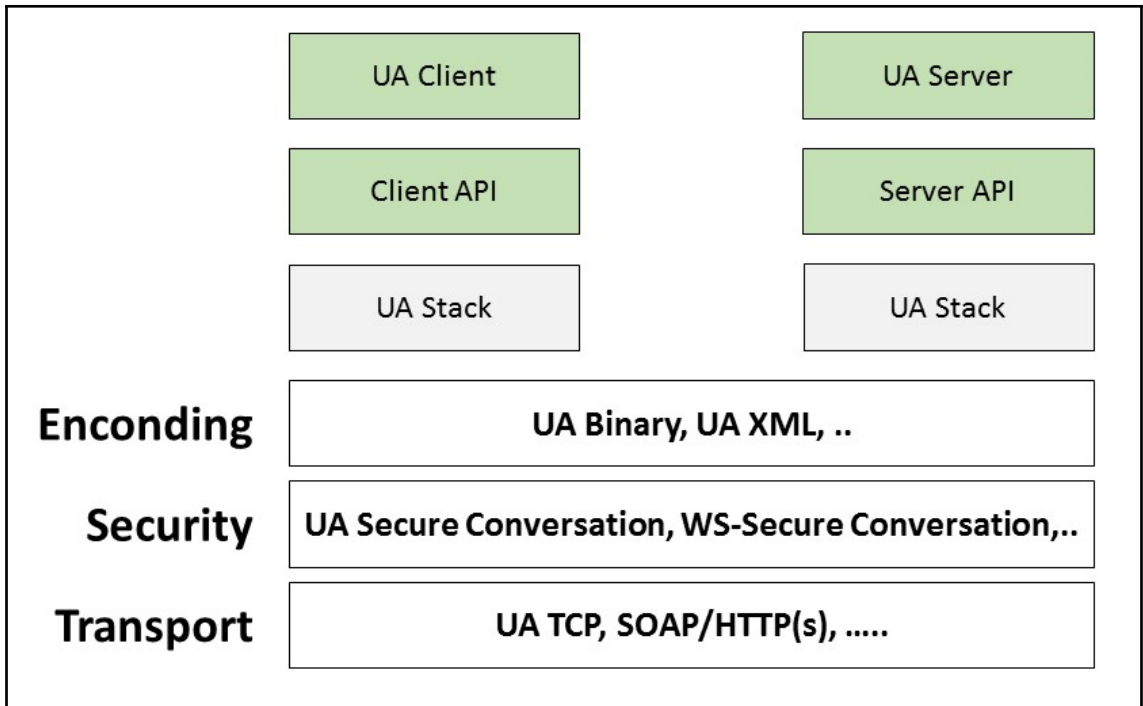 UA Client
UA Server
Client API
Server API
UA Stack
UA Stack
Enconding
UA Binary, UA XML, ..
Security
UA Secure Conversation, WS-Secure Conversation,..
Transport
UA TCP, SOAP/HTTP(s), .....